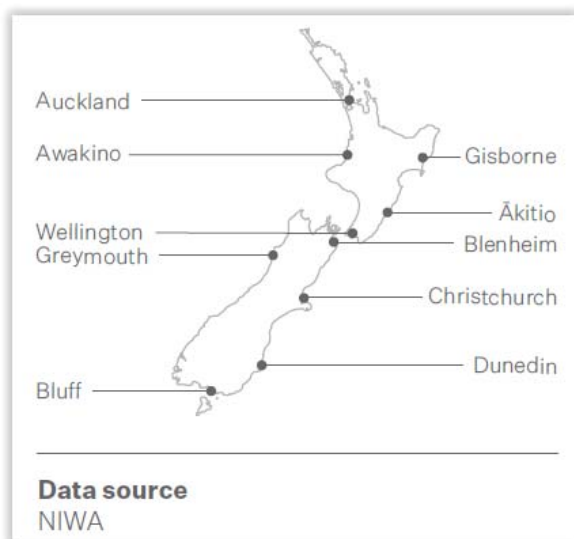 Auckland
Awakino
Gisborne
Ākitio
Wellington
Blenheim
Greymouth
Christchurch
Dunedin
Bluff
Data source
NIWA